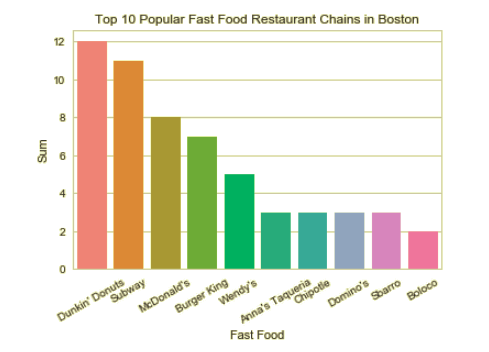 Top 10 Popular Fast Food Restaurant Chains in Boston
12
10
8
6
4
2
0
Sum
Dunkin' Donuts
Subway
McDonald's
Burger King
Wendy's
Anna's Taqueria
Chipotle
Domino's
Sbarro
Boloco
Fast Food